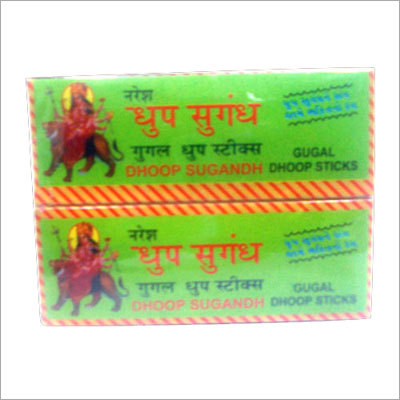 नरेश
धुप सुगंध
गुगल धुप स्टीक्स
DHOOP SUGANDH
GUGAL
DHOOP STICKS
नरेश
धुप सुगंध
गुगल धुप स्टीक्स
DHOOP SUGANDH
GUGAL
DHOOP STICKS